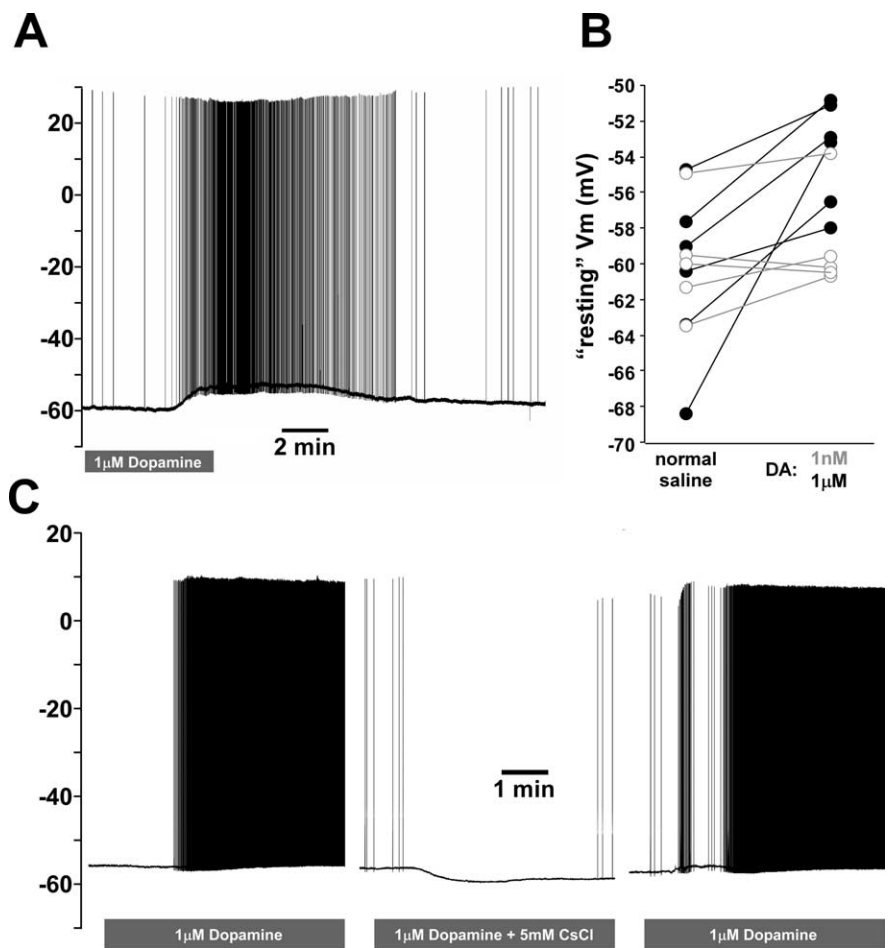 A
20
0
-20
-40
-60
2 min
1μM Dopamine
B
"resting" Vm (mV)
-50
-52
-54
-56
-58
-60
-62
-64
-66
-68
-70
normal
saline
DA: 1nM
1μM
C
20
0
-20
-40
-60
1 min
1μM Dopamine
1μM Dopamine + 5mM CsCl
1μM Dopamine